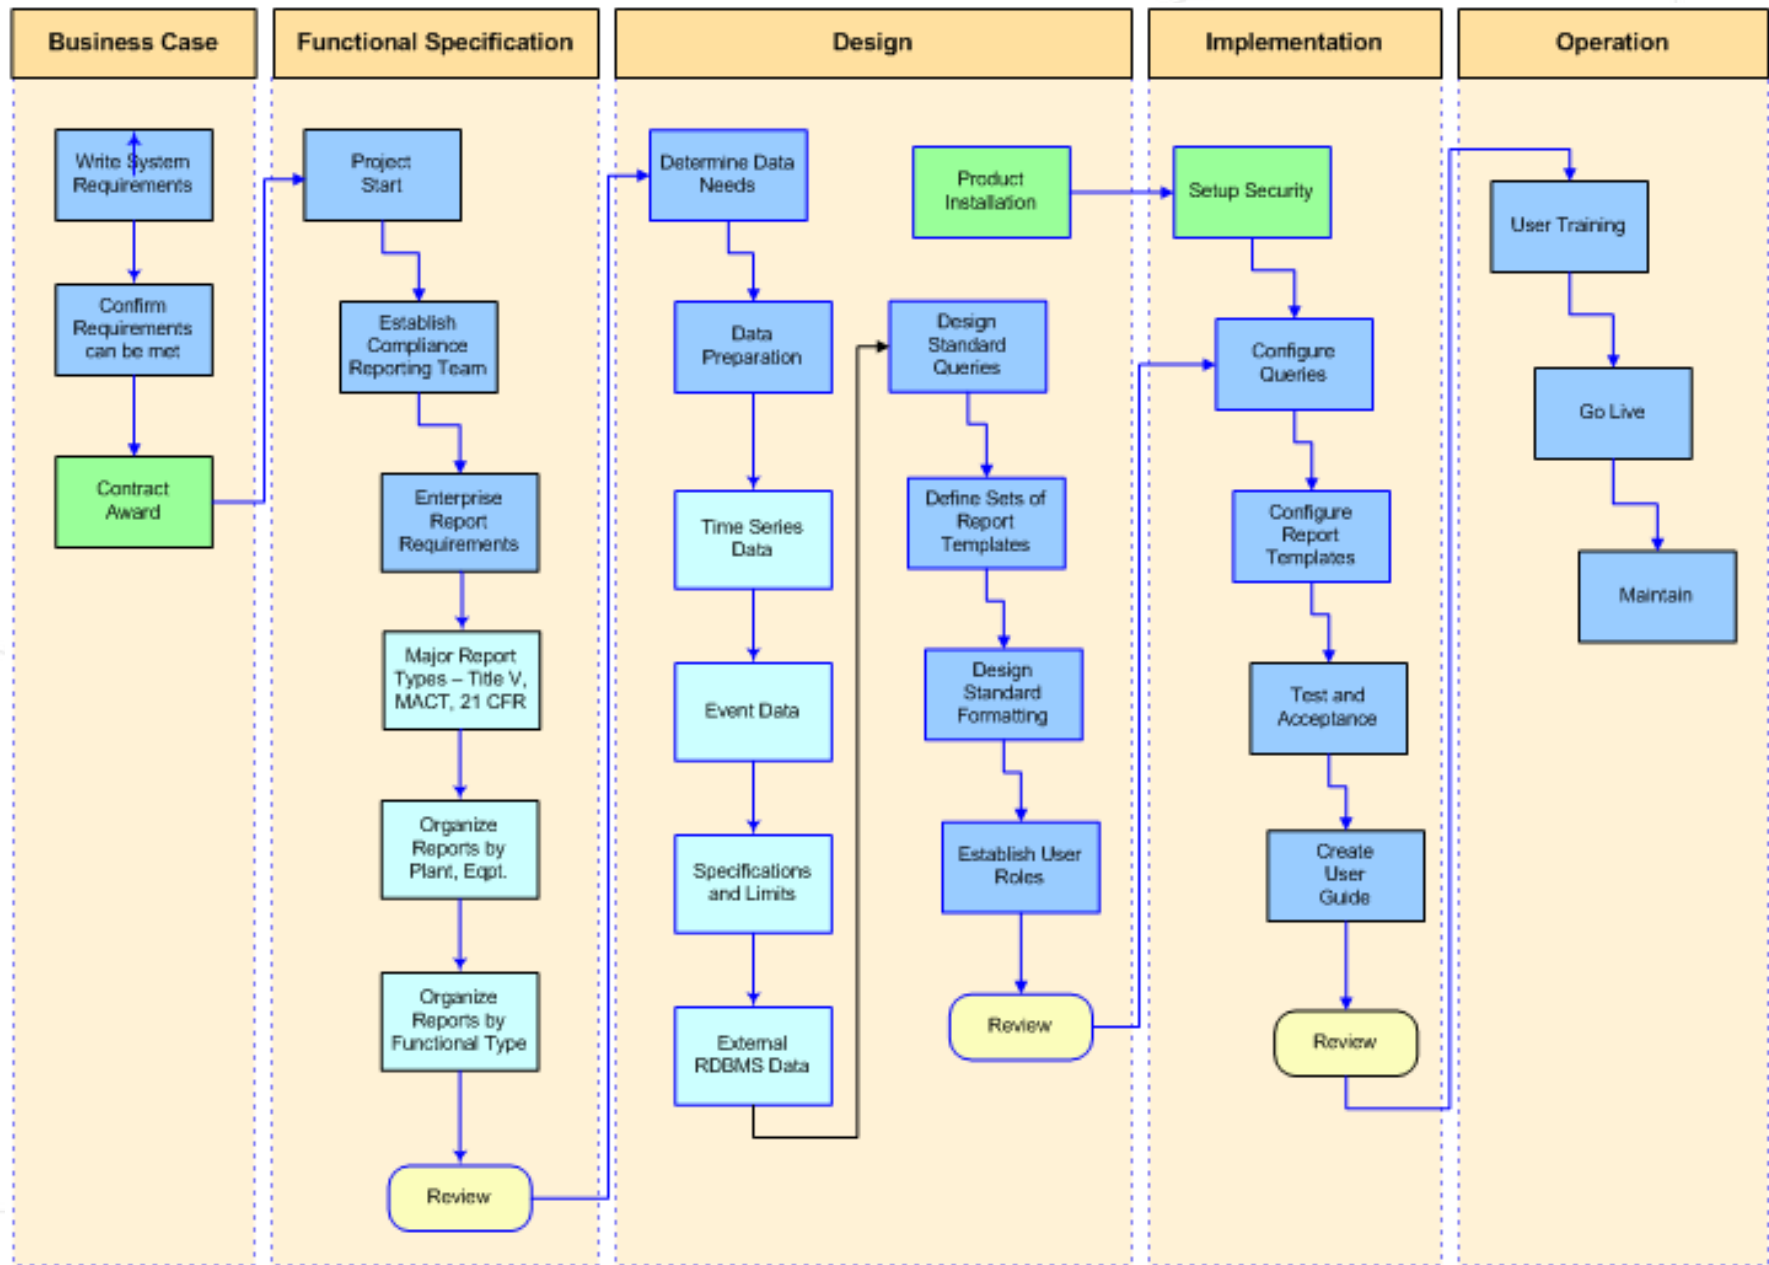 Business Case
Functional Specification
Design
Implementation
Operation
Write System
Requirements
Confirm
Requirements
can be met
Contract
Award
Project
Start
Establish
Compliance
Reporting Team
Enterprise
Report
Requirements
Major Report
Types – Title V,
MACT, 21 CFR
Organize
Reports by
Plant, Eqpt.
Organize
Reports by
Functional Type
Review
Determine Data
Needs
Data
Preparation
Time Series
Data
Event Data
Specifications
and Limits
External
RDBMS Data
Product
Installation
Design
Standard
Queries
Define Sets of
Report
Templates
Design
Standard
Formatting
Establish User
Roles
Review
Setup Security
Configure
Queries
Configure
Report
Templates
Test and
Acceptance
Create
User
Guide
Review
User Training
Go Live
Maintain